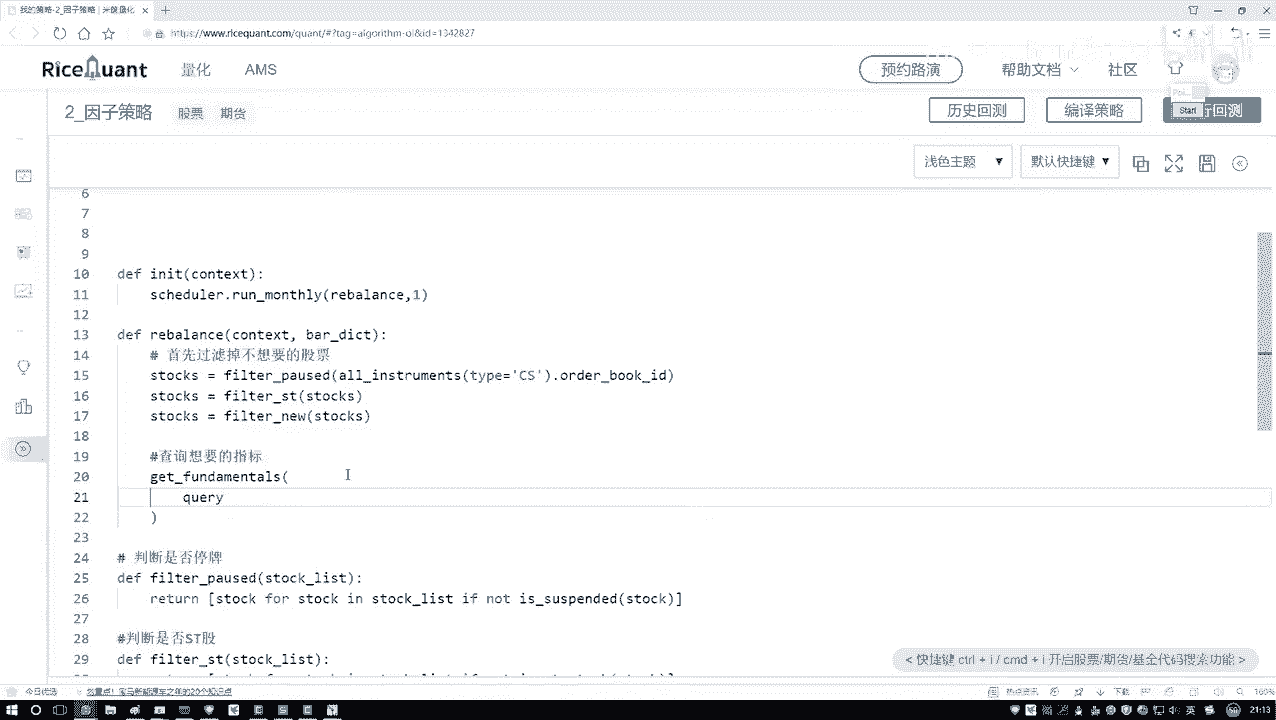 我的策略-2_因子策略 | 米筐量化
https://www.ricequant.com/quant/#?tag=algorithm-ol&id=1342827
RiceQuant 量化 AMS 预约路演 帮助文档 社区
2_因子策略 股票 期货 历史回测 编译策略 行回测
Start
浅色主题 ▼ 默认快捷键 ▼
6
7
8
9
10 def init(context):
11 scheduler.run_monthly(rebalance,1)
12
13 def rebalance(context, bar_dict):
14 # 首先过滤掉不想要的股票
15 stocks = filter_paused(all_instruments(type='CS').order_book_id)
16 stocks = filter_st(stocks)
17 stocks = filter_new(stocks)
18
19 #查询想要的指标
20 get_fundamentals(
21 query
22 )
23
24 # 判断是否停牌
25 def filter_paused(stock_list):
26 return [stock for stock in stock_list if not is_suspended(stock)]
27
28 #判断是否ST股
29 def filter_st(stock_list):
< 快捷键 ctrl + i / cmd + i 开启股票/期货/基金代码搜索功能 >
今日优选
下载
100%
英
21:13